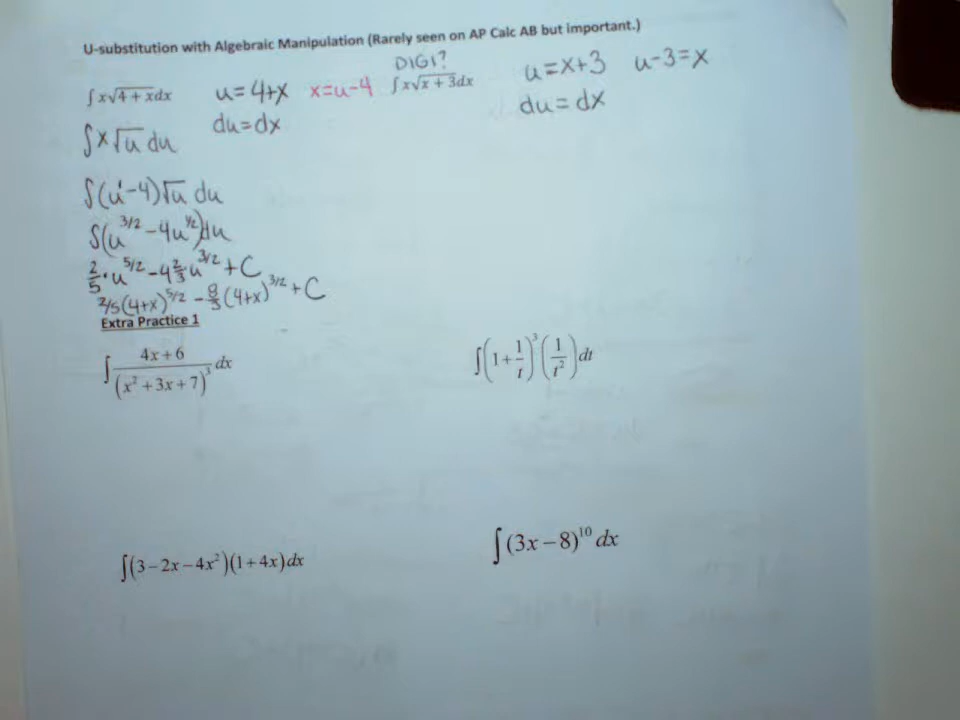 U-substitution with Algebraic Manipulation (Rarely seen on AP Calc AB but important.)
∫x√(4+x)dx u=4+x x=u-4
du=dx
∫x√u du
∫(u¹-4)√u du
∫(u^3/2 -4u^½)du
2/5·u^5/2 -4 2/3 u^3/2 +C
2/5(4+x)^5/2 - 8/3(4+x)^3/2 +C
DIGI?
∫x√(x+3)dx u=x+3 u-3=x
du=dx
Extra Practice 1
∫ (4x+6)/(x²+3x+7)³ dx
∫(1+1/t)³(1/t²)dt
∫(3-2x-4x²)(1+4x)dx
∫(3x-8)¹⁰ dx